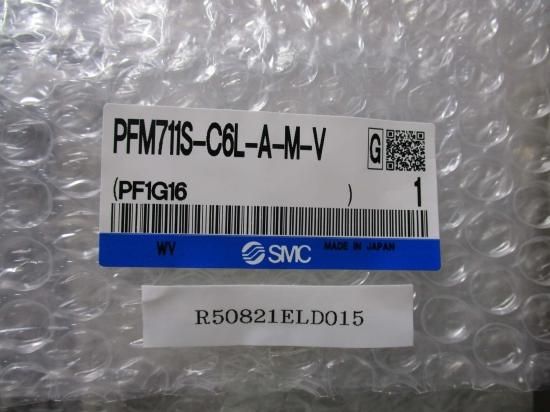 PFM711S-C6L-A-M-V G
(PF1G16 ) 1
WV SMC MADE IN JAPAN
R50821ELD015